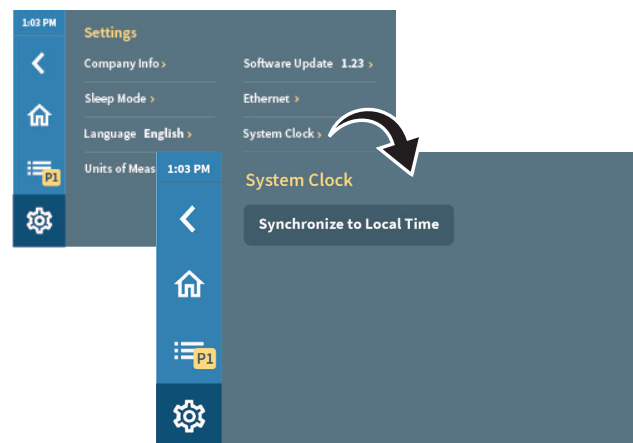 1:03 PM
Settings
Company Info >
Software Update 1.23 >
Sleep Mode >
Ethernet >
Language English >
System Clock >
P1
Units of Meas
1:03 PM
System Clock
Synchronize to Local Time
P1